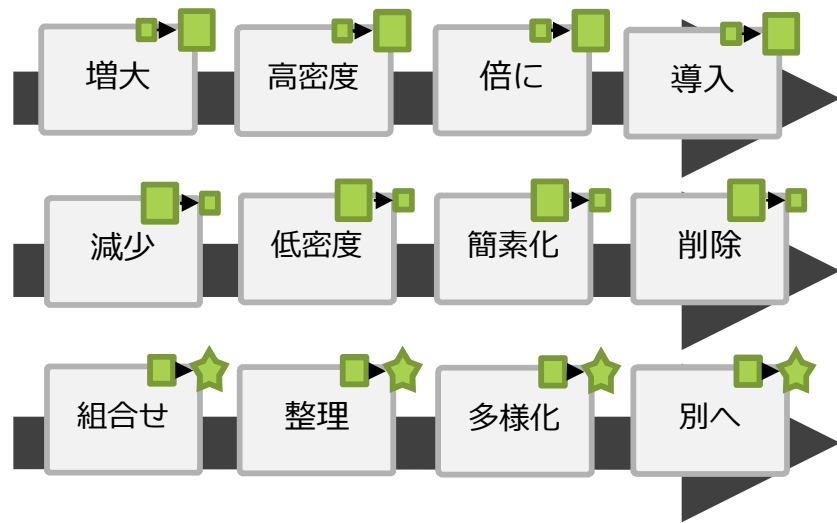 増大
高密度
倍に
導入
減少
低密度
簡素化
削除
組合せ
整理
多様化
別へ